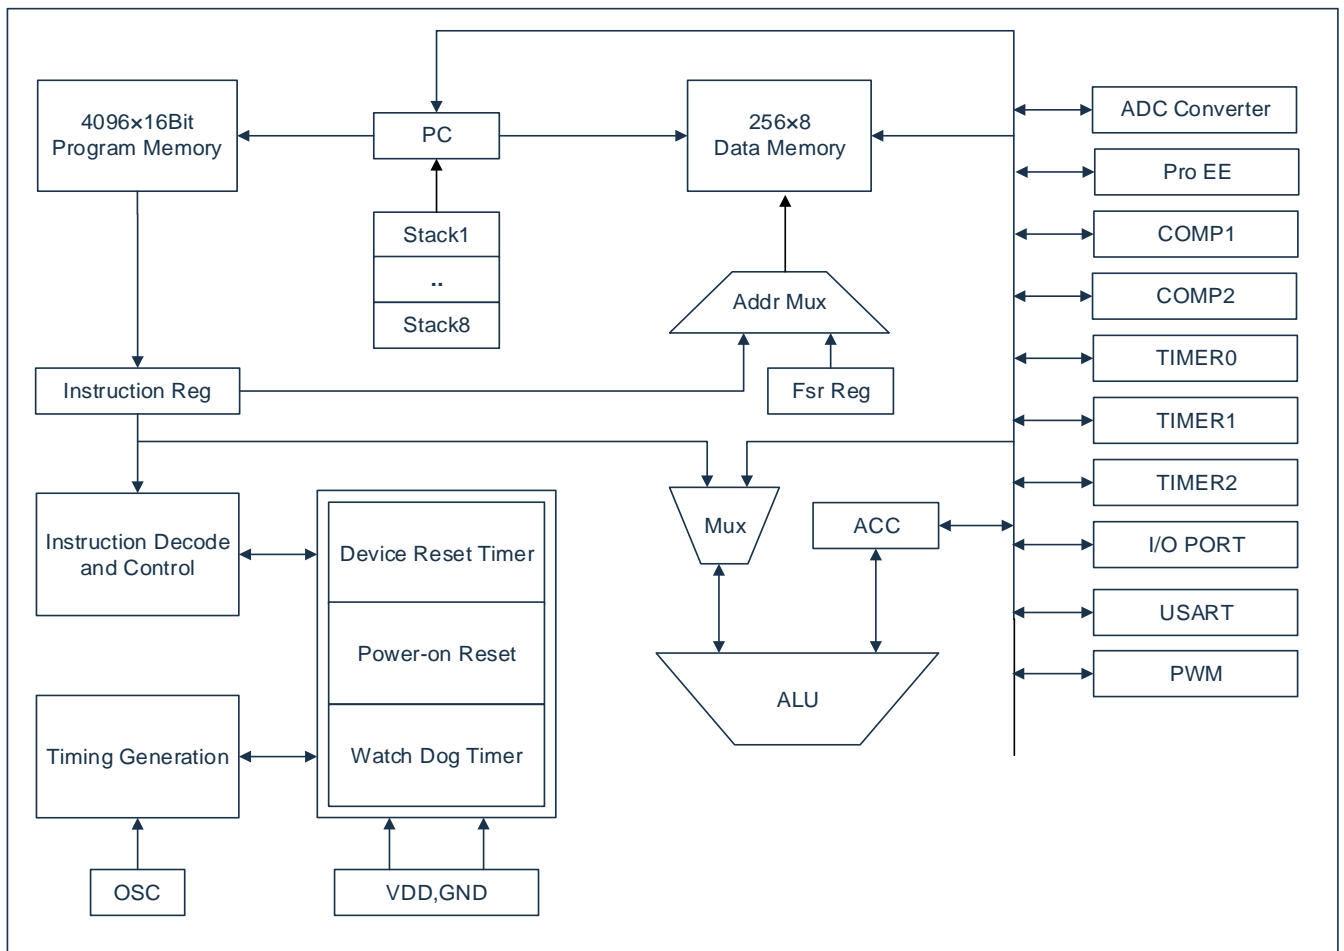 4096×16Bit
Program Memory
PC
256×8
Data Memory
ADC Converter
Pro EE
COMP1
COMP2
TIMER0
TIMER1
TIMER2
I/O PORT
USART
PWM
Stack1
..
Stack8
Addr Mux
Instruction Reg
Fsr Reg
Instruction Decode
and Control
Device Reset Timer
Power-on Reset
Watch Dog Timer
Mux
ACC
ALU
Timing Generation
OSC
VDD,GND